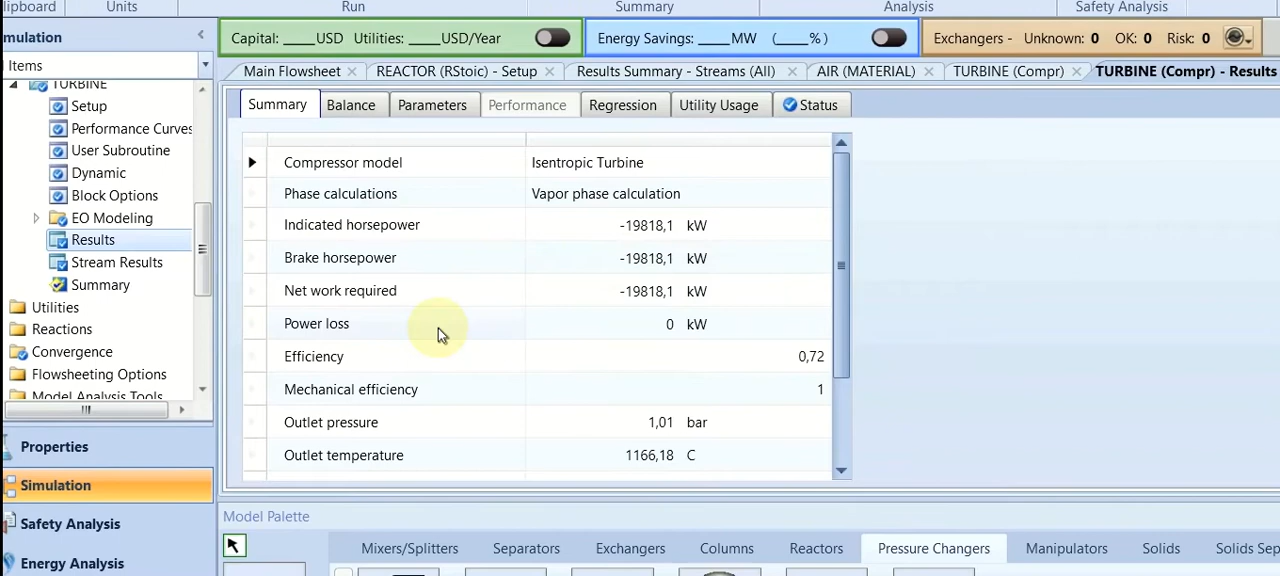 lipboard Units Run Summary Analysis Safety Analysis
mulation
Capital: ____USD Utilities: ____USD/Year
Energy Savings: ____MW (____%)
Exchangers - Unknown: 0 OK: 0 Risk: 0
Items
Main Flowsheet REACTOR (RStoic) - Setup Results Summary - Streams (All) AIR (MATERIAL) TURBINE (Compr) TURBINE (Compr) - Results
TURBINE
Setup
Performance Curves
User Subroutine
Dynamic
Block Options
EO Modeling
Results
Stream Results
Summary
Utilities
Reactions
Convergence
Flowsheeting Options
Model Analysis Tools
Properties
Simulation
Safety Analysis
Energy Analysis
Summary Balance Parameters Performance Regression Utility Usage Status
Compressor model Isentropic Turbine
Phase calculations Vapor phase calculation
Indicated horsepower -19818,1 kW
Brake horsepower -19818,1 kW
Net work required -19818,1 kW
Power loss 0 kW
Efficiency 0,72
Mechanical efficiency 1
Outlet pressure 1,01 bar
Outlet temperature 1166,18 C
Model Palette
Mixers/Splitters Separators Exchangers Columns Reactors Pressure Changers Manipulators Solids Solids Sep